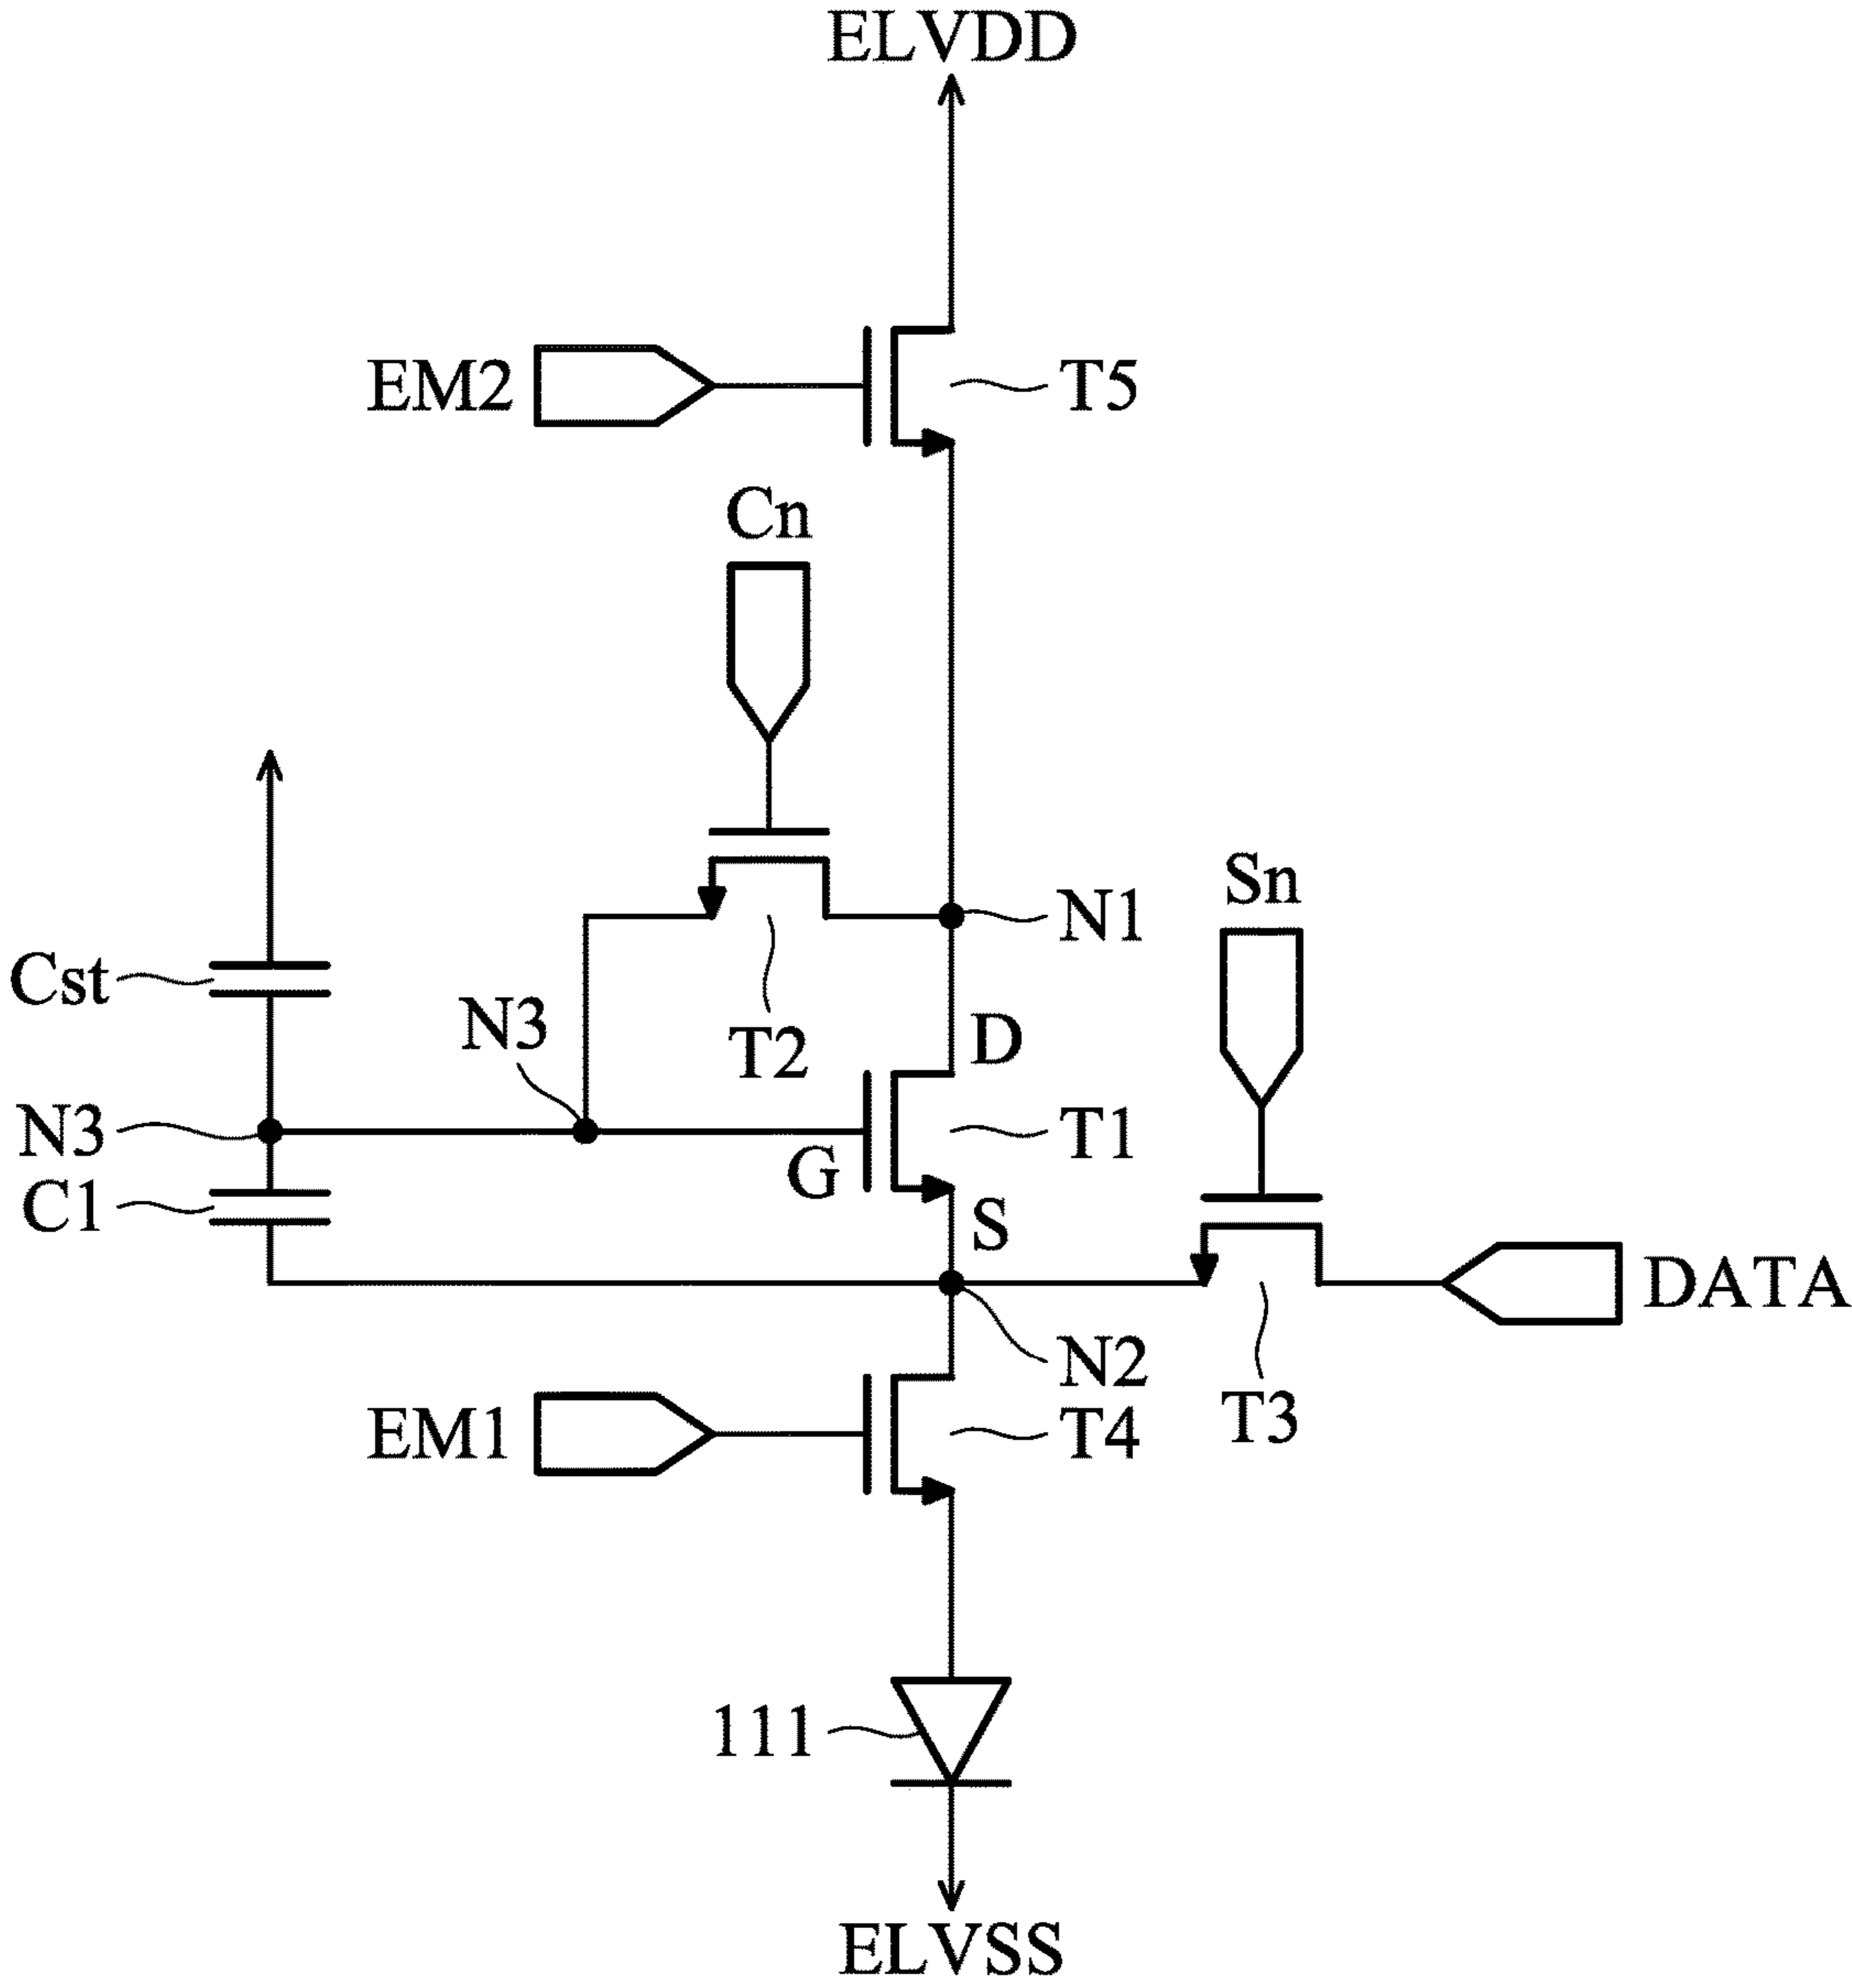 ELVDD
EM2
T5
Cn
Sn
N1
Cst
N3
T2
D
N3
T1
G
C1
S
DATA
N2
EM1
T4
T3
111
ELVSS